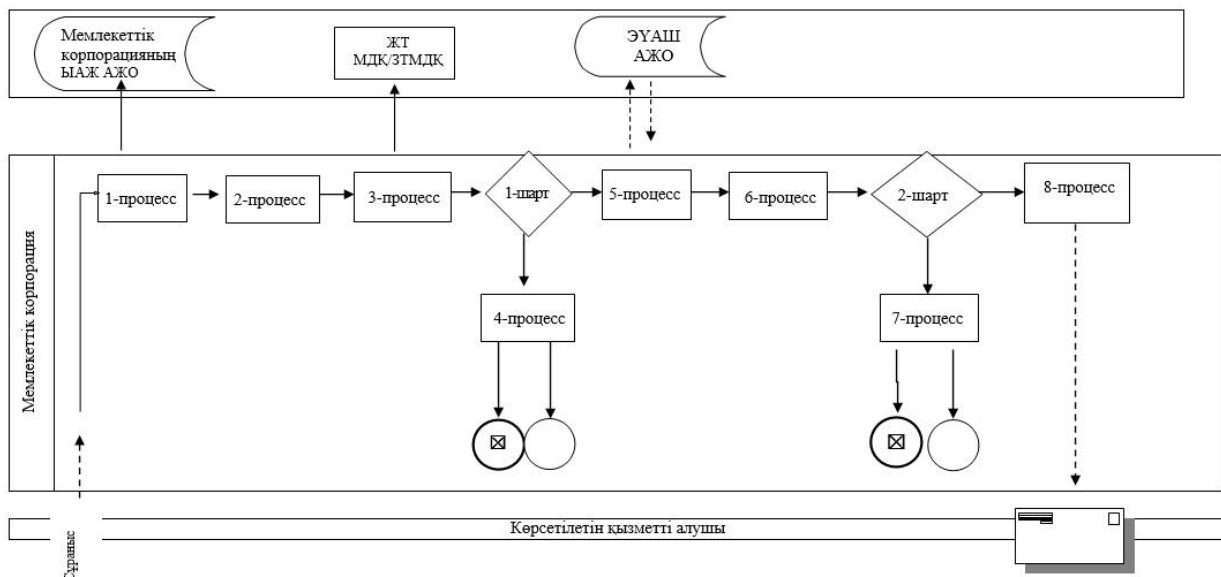 Мемлекеттік
корпорацияның
ЫАЖ АЖО
ЖТ
МДҚ/ЗТМДҚ
ЭҮАШ
АЖО
Мемлекеттік корпорация
1-процесс
2-процесс
3-процесс
1-шарт
5-процесс
6-процесс
2-шарт
8-процесс
4-процесс
7-процесс
Сұраныс
Көрсетілетін қызметті алушы